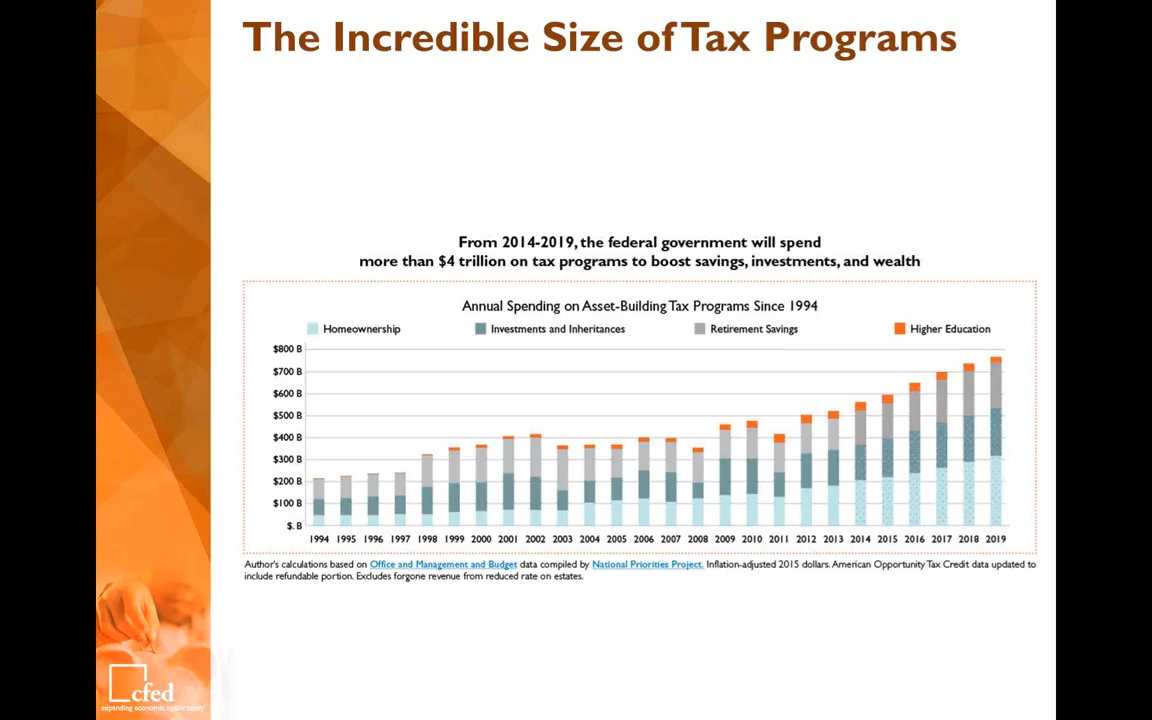 The Incredible Size of Tax Programs
From 2014-2019, the federal government will spend
more than $4 trillion on tax programs to boost savings, investments, and wealth
Annual Spending on Asset-Building Tax Programs Since 1994
Homeownership Investments and Inheritances Retirement Savings Higher Education
$800 B
$700 B
$600 B
$500 B
$400 B
$300 B
$200 B
$100 B
$. B
1994 1995 1996 1997 1998 1999 2000 2001 2002 2003 2004 2005 2006 2007 2008 2009 2010 2011 2012 2013 2014 2015 2016 2017 2018 2019
Author's calculations based on Office and Management and Budget data compiled by National Priorities Project. Inflation-adjusted 2015 dollars. American Opportunity Tax Credit data updated to
include refundable portion. Excludes forgone revenue from reduced rate on estates.
cfed
expanding economic opportunity